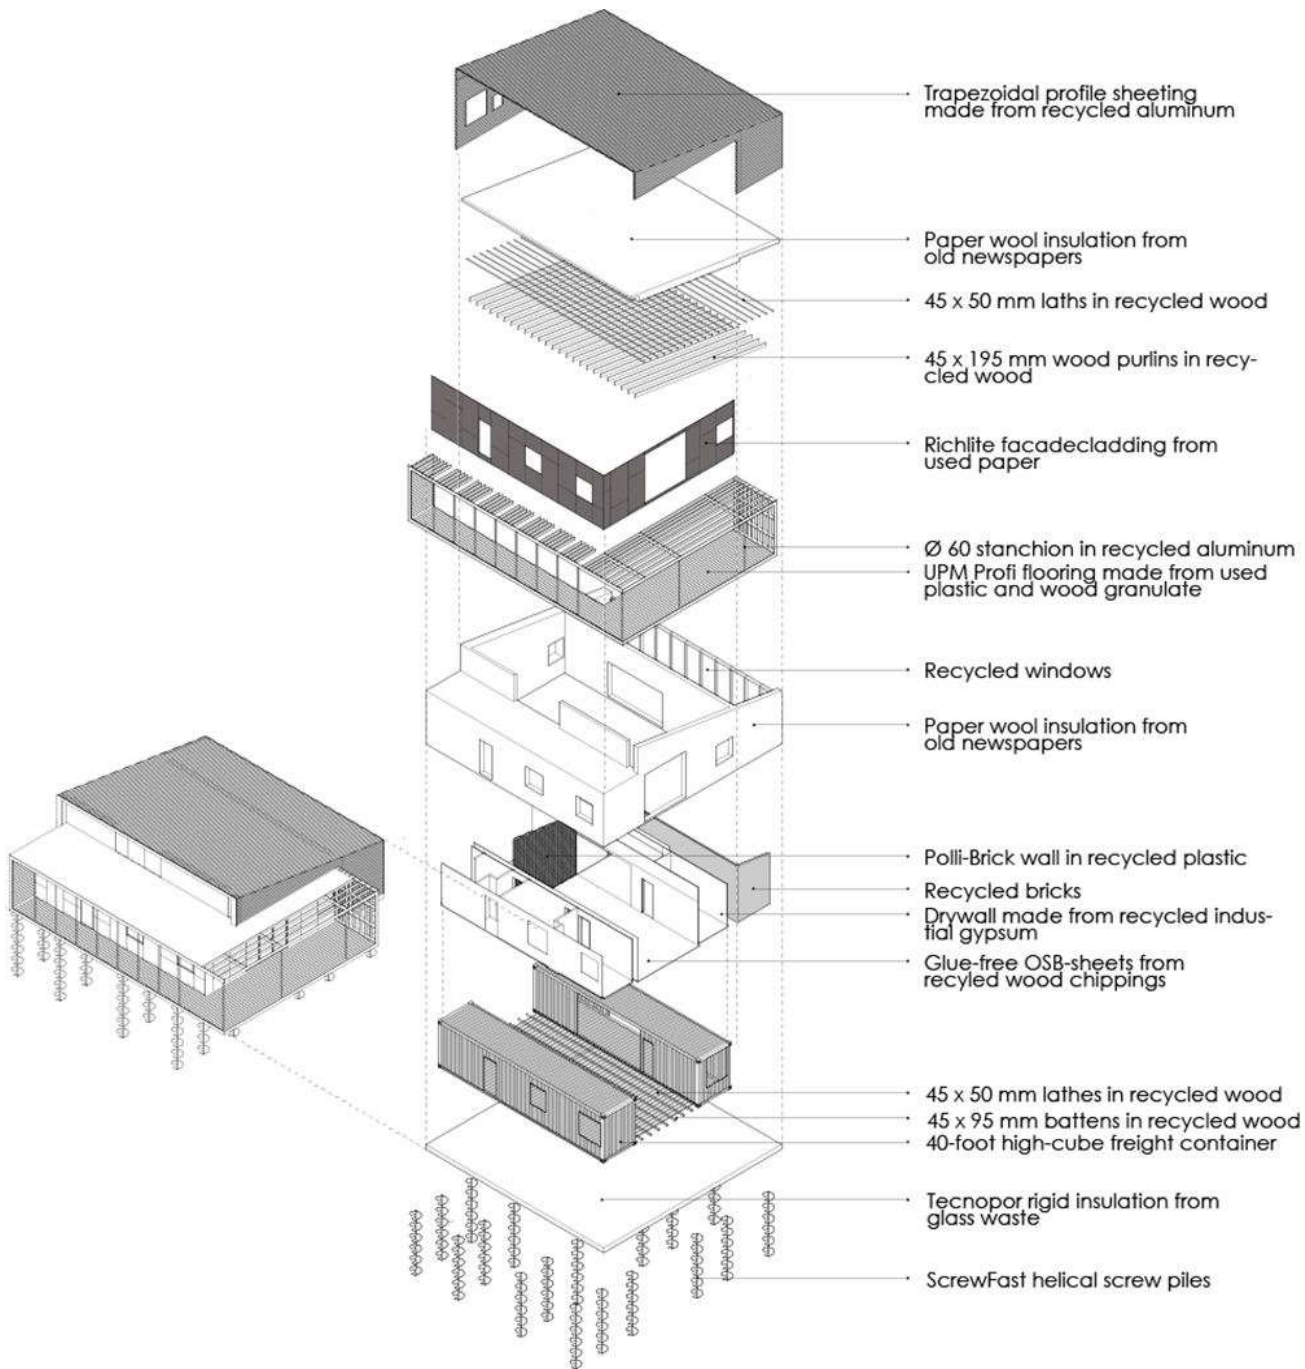 Trapezoidal profile sheeting
made from recycled aluminum
Paper wool insulation from
old newspapers
45 x 50 mm laths in recycled wood
45 x 195 mm wood purlins in recy-
cled wood
Richlite facadecladding from
used paper
Ø 60 stanchion in recycled aluminum
UPM Profi flooring made from used
plastic and wood granulate
Recycled windows
Paper wool insulation from
old newspapers
Polli-Brick wall in recycled plastic
Recycled bricks
Drywall made from recycled indus-
tial gypsum
Glue-free OSB-sheets from
recyled wood chippings
45 x 50 mm lathes in recycled wood
45 x 95 mm battens in recycled wood
40-foot high-cube freight container
Tecnopor rigid insulation from
glass waste
ScrewFast helical screw piles